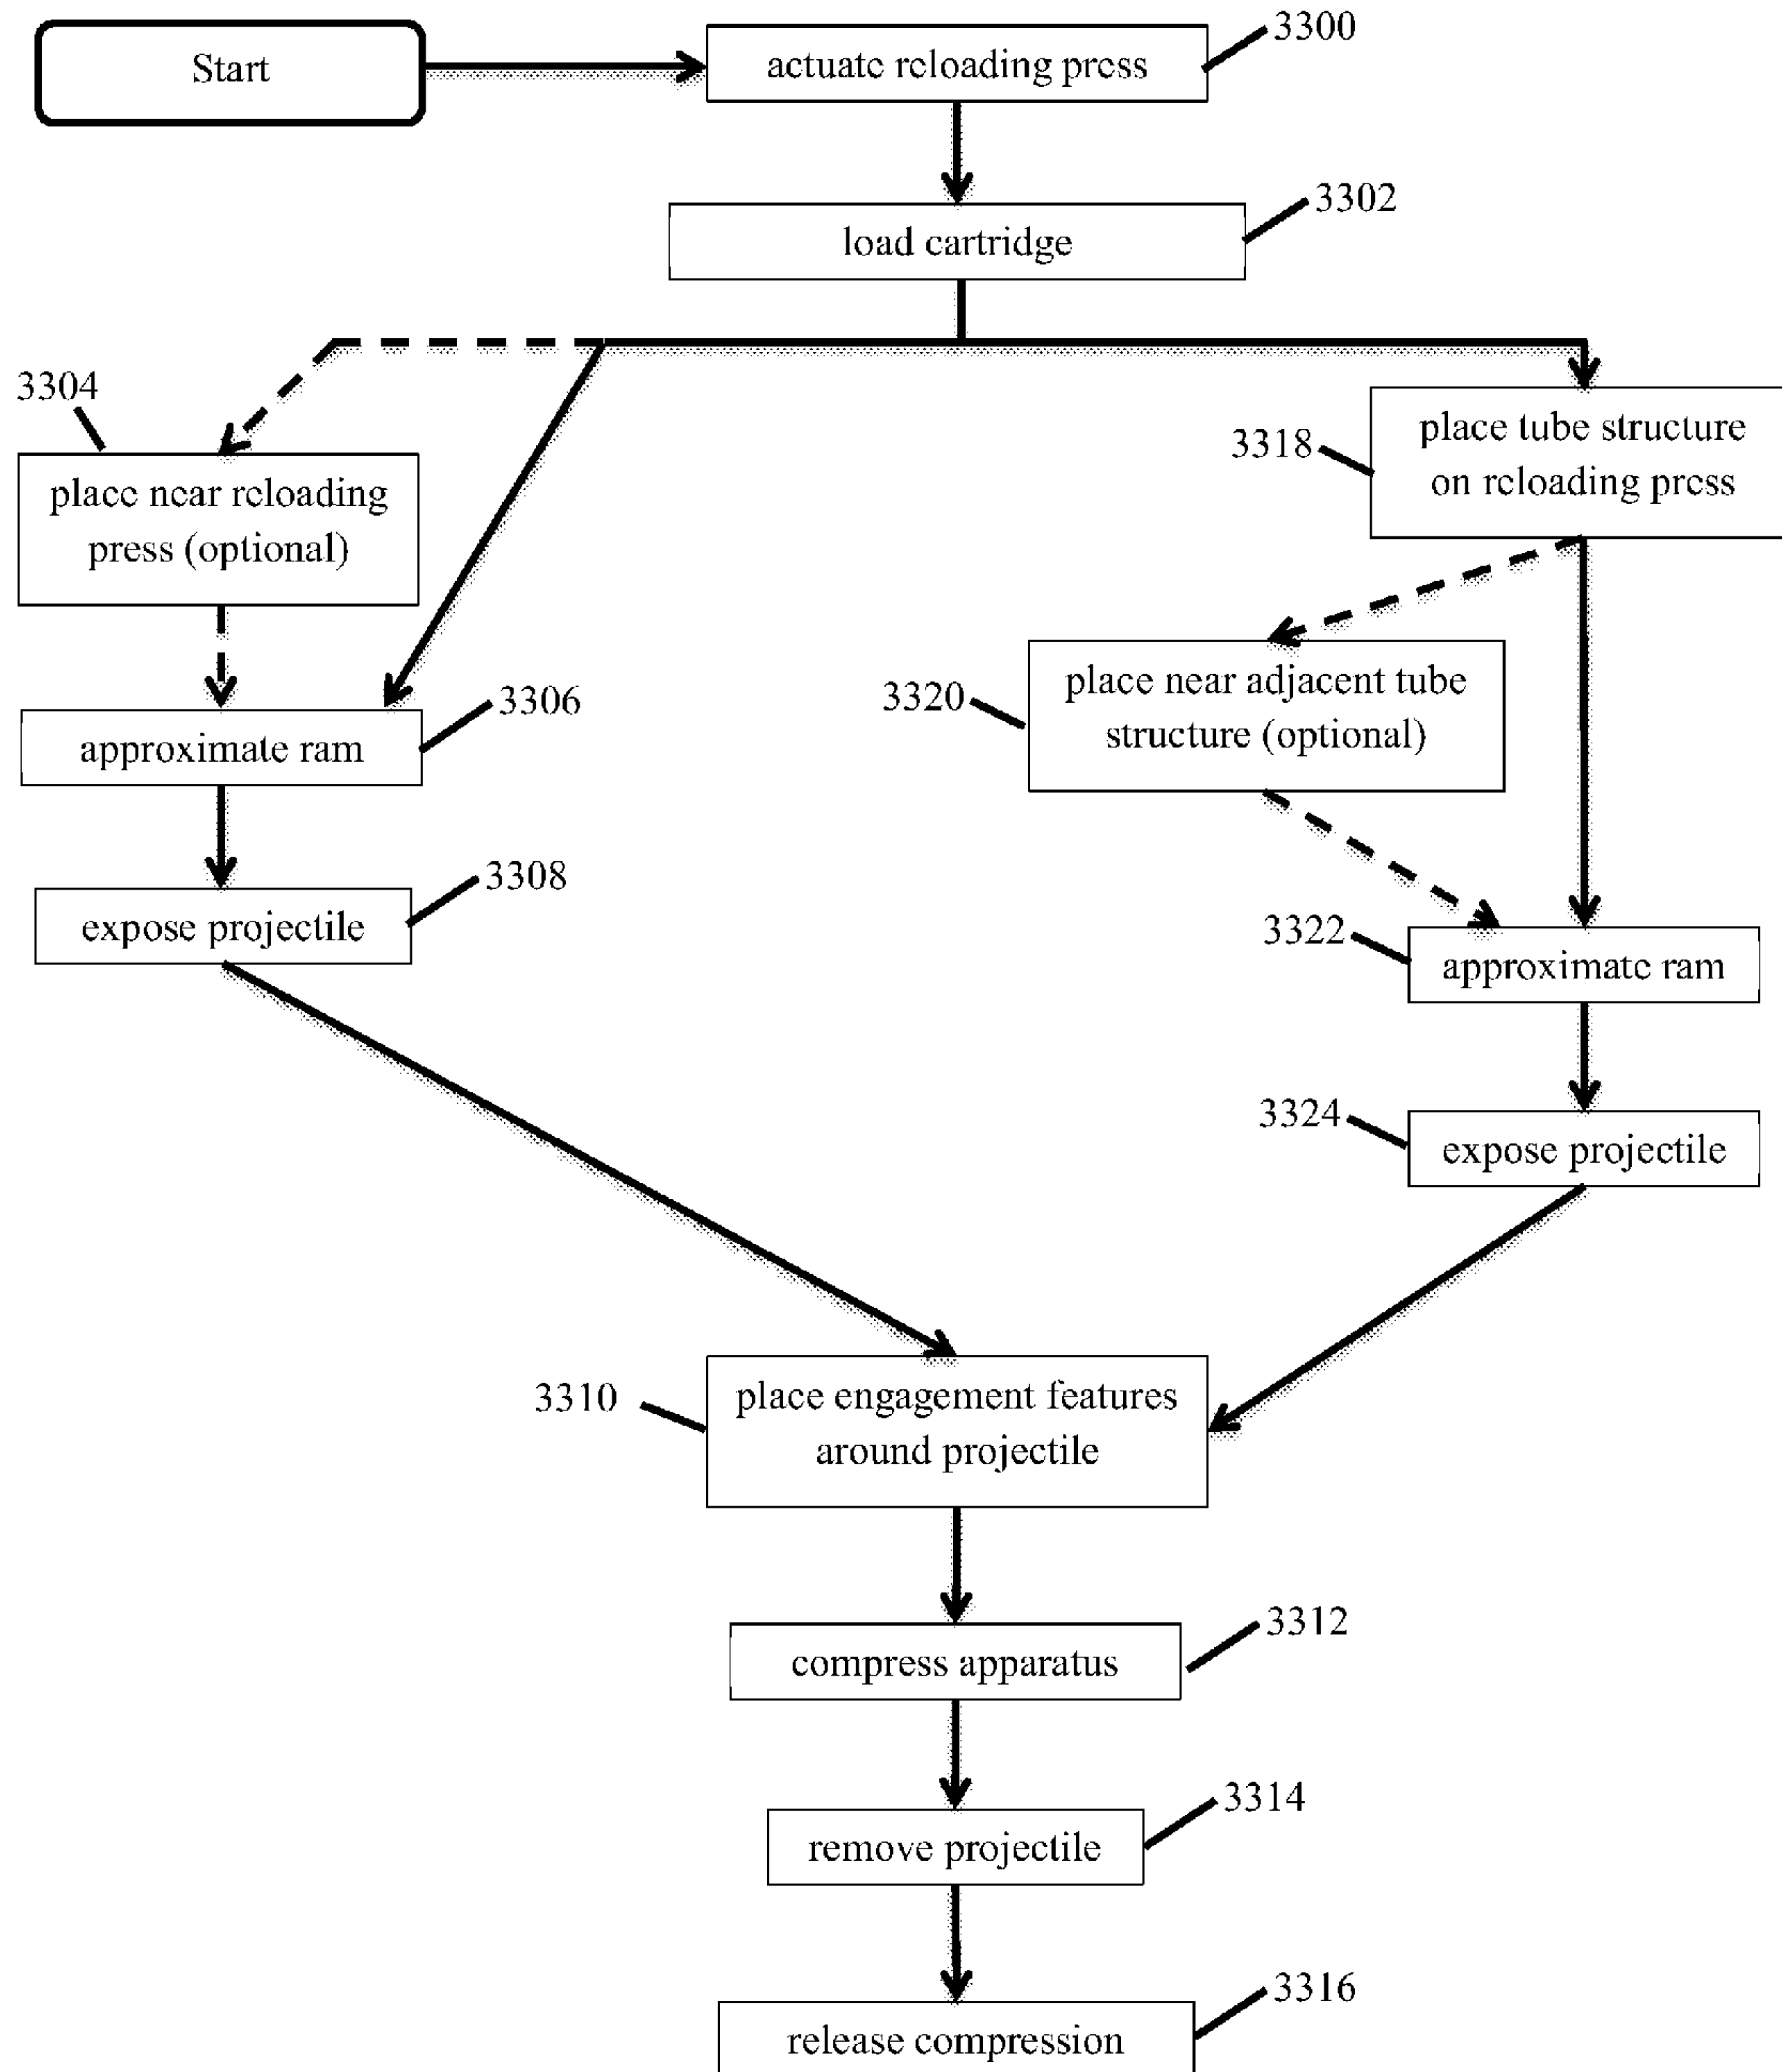 Start
actuate reloading press
3300
load cartridge
3302
3304
place near reloading
press (optional)
3318
place tube structure
on reloading press
3306
approximate ram
3320
place near adjacent tube
structure (optional)
3308
expose projectile
3322
approximate ram
3324
expose projectile
3310
place engagement features
around projectile
3312
compress apparatus
3314
remove projectile
3316
release compression